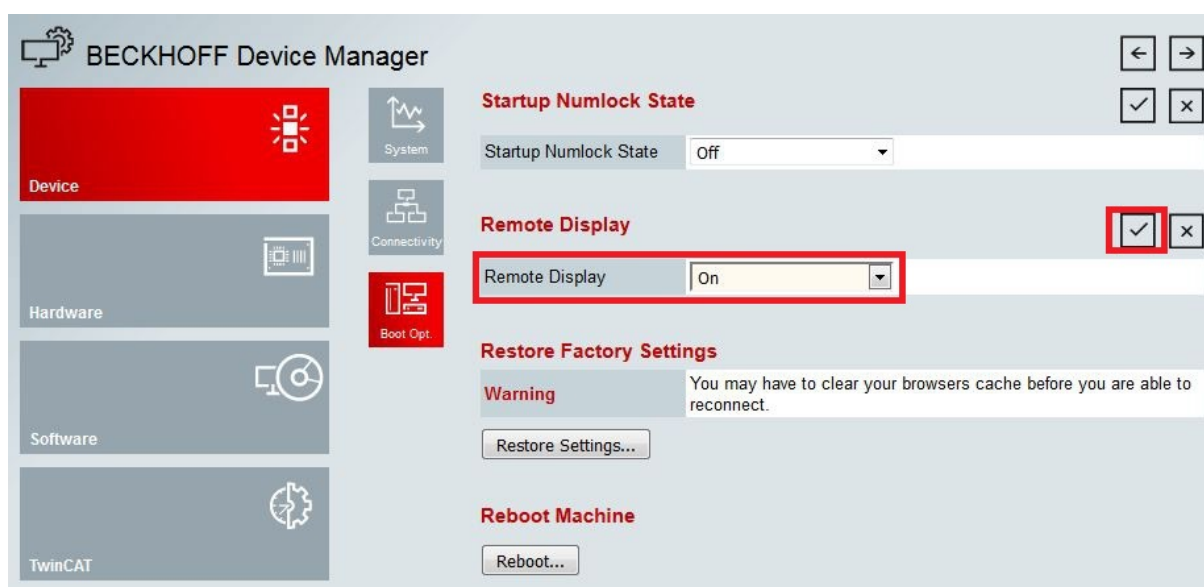 BECKHOFF Device Manager
Device
Hardware
Software
TwinCAT
System
Connectivity
Boot Opt.
Startup Numlock State
Startup Numlock State Off
Remote Display
Remote Display On
Restore Factory Settings
Warning You may have to clear your browsers cache before you are able to
reconnect.
Restore Settings...
Reboot Machine
Reboot...